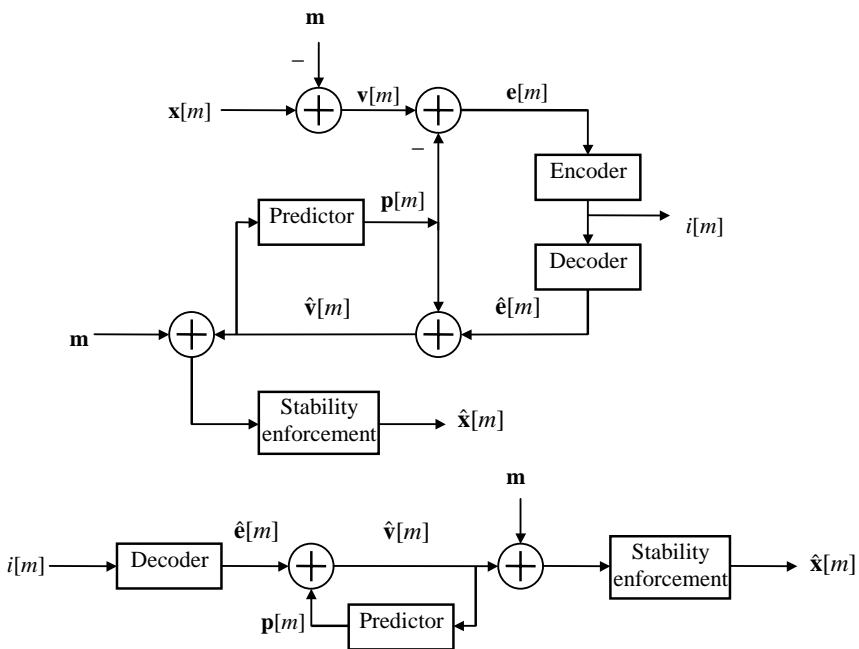 m
–
x[m]
v[m]
e[m]
–
Encoder
Predictor
p[m]
i[m]
Decoder
v̂[m]
ê[m]
m
Stability
enforcement
x̂[m]
m
i[m]
Decoder
ê[m]
v̂[m]
Stability
enforcement
x̂[m]
p[m]
Predictor